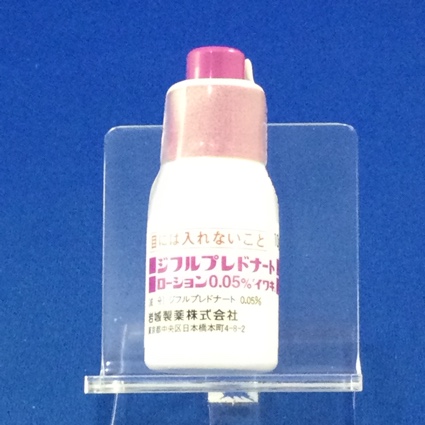 目には入れないこと 10
ジフルプレドナート
ローション0.05%「イワキ
ジフルプレドナート 0.05%
岩城製薬株式会社
東京都中央区日本橋本町4-8-2